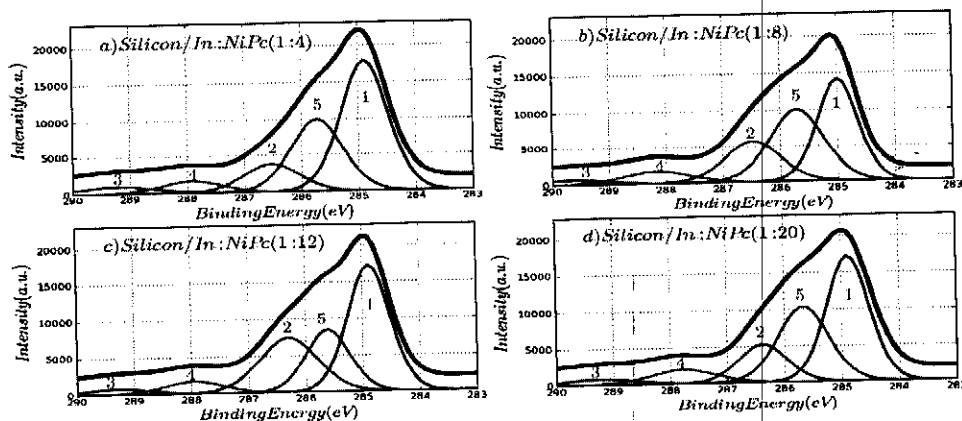 a)Silicon/In:NiPc(1:4)
Intensity(a.u.)
20000
15000
10000
5000
0
1
5
2
4
3
290 289 288 287 286 285 284 283
BindingEnergy(eV)
b)Silicon/In:NiPc(1:8)
Intensity(a.u.)
20000
15000
10000
5000
0
1
5
2
4
3
290 289 288 287 286 285 284 283
BindingEnergy(eV)
c)Silicon/In:NiPc(1:12)
Intensity(a.u.)
20000
15000
10000
5000
0
1
5
2
4
3
290 289 288 287 286 285 284 283
BindingEnergy(eV)
d)Silicon/In:NiPc(1:20)
Intensity(a.u.)
20000
15000
10000
5000
0
1
5
2
4
3
290 289 288 287 286 285 284 283
BindingEnergy(eV)